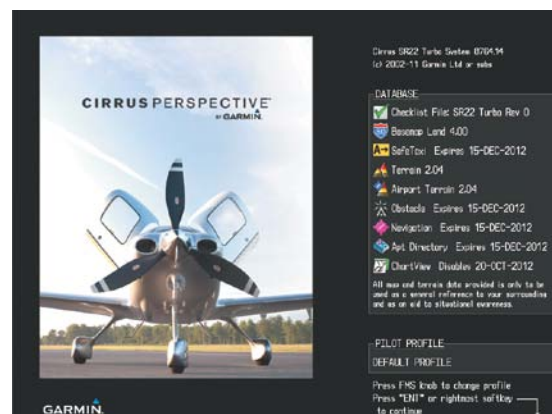 CIRRUS PERSPECTIVE™
BY GARMIN.
GARMIN.
Cirrus SR22 Turbo System 0764.14
(c) 2002-11 Garmin Ltd or subs
DATABASE
Checklist File: SR22 Turbo Rev 0
Basemap Land 4.00
A→ SafeTaxi Expires 15-DEC-2012
Terrain 2.04
Airport Terrain 2.04
Obstacle Expires 15-DEC-2012
Navigation Expires 15-DEC-2012
Apt Directory Expires 15-DEC-2012
ChartView Disables 20-OCT-2012
All map and terrain data provided is only to be
used as a general reference to your surroundings
and as an aid to situational awareness.
PILOT PROFILE
DEFAULT PROFILE
Press FMS knob to change profile
Press "ENT" or rightmost softkey
to continue